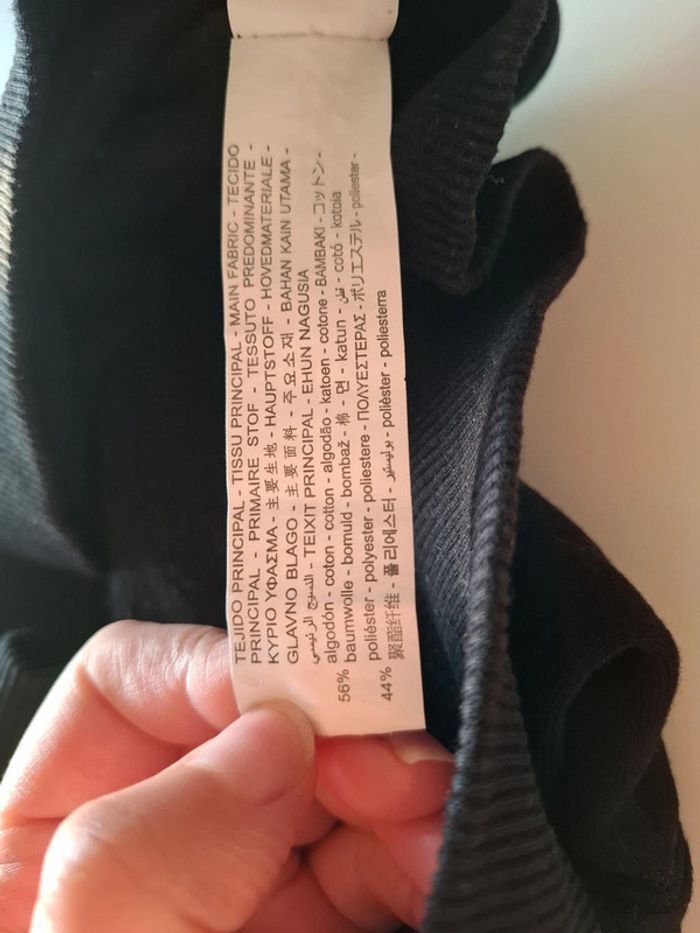 TEJIDO PRINCIPAL - TISSU PRINCIPAL - MAIN FABRIC - TECIDO
PRINCIPAL - PRIMAIRE STOF - TESSUTO PREDOMINANTE -
ΚΥΡΙΟ ΥΦΑΣΜΑ - 主要生地 - HAUPTSTOFF - HOVEDMATERIALE -
GLAVNO BLAGO - 主要面料 - 주요소재 - BAHAN KAIN UTAMA -
النسيج الرئيسي - TEIXIT PRINCIPAL - EHUN NAGUSIA
algodón - coton - cotton - algodão - katoen - cotone - ΒΑΜΒΑΚΙ - コットン -
56% baumwolle - bomuld - bombaž - 棉 - 면 - katun - قطن - cotó - kotoia
poliéster - polyester - poliestere - ΠΟΛΥΕΣΤΕΡΑΣ - ポリエステル - poliester -
44% 聚酯纤维 - 폴리에스터 - بوليستير - polièster - poliesterra